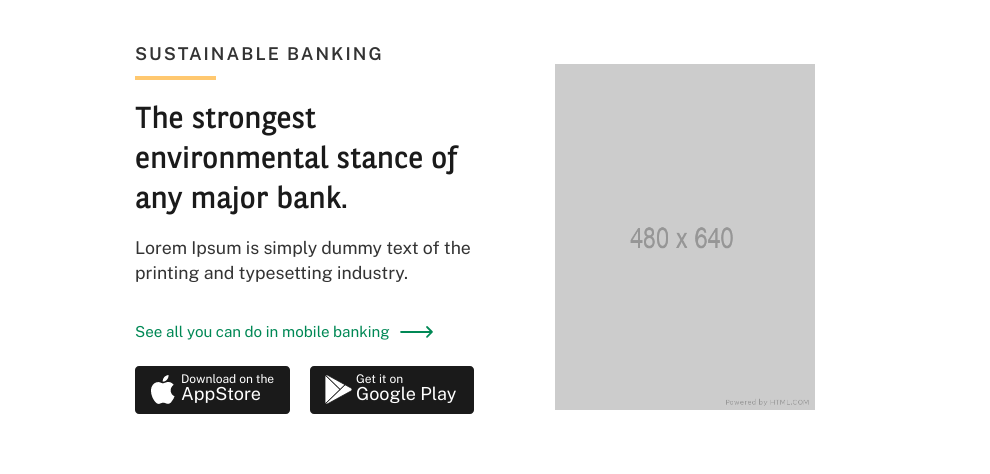 SUSTAINABLE BANKING
The strongest
environmental stance of
any major bank.
Lorem Ipsum is simply dummy text of the
printing and typesetting industry.
See all you can do in mobile banking
Download on the
AppStore
Get it on
Google Play
480 x 640
Powered by HTML.COM